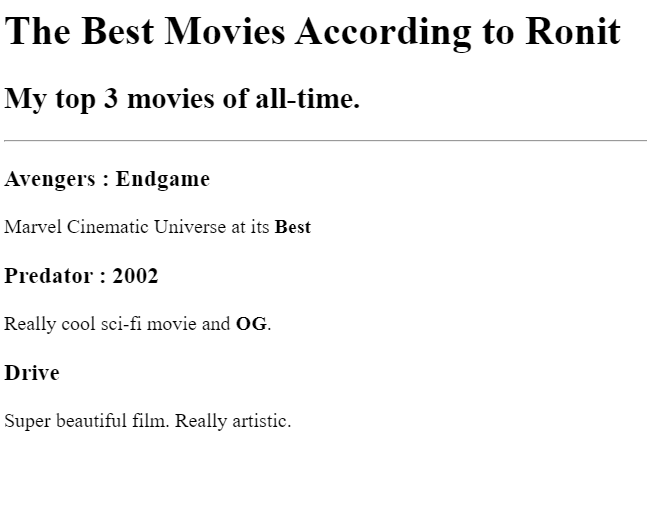 The Best Movies According to Ronit
My top 3 movies of all-time.
Avengers : Endgame
Marvel Cinematic Universe at its Best
Predator : 2002
Really cool sci-fi movie and OG.
Drive
Super beautiful film. Really artistic.